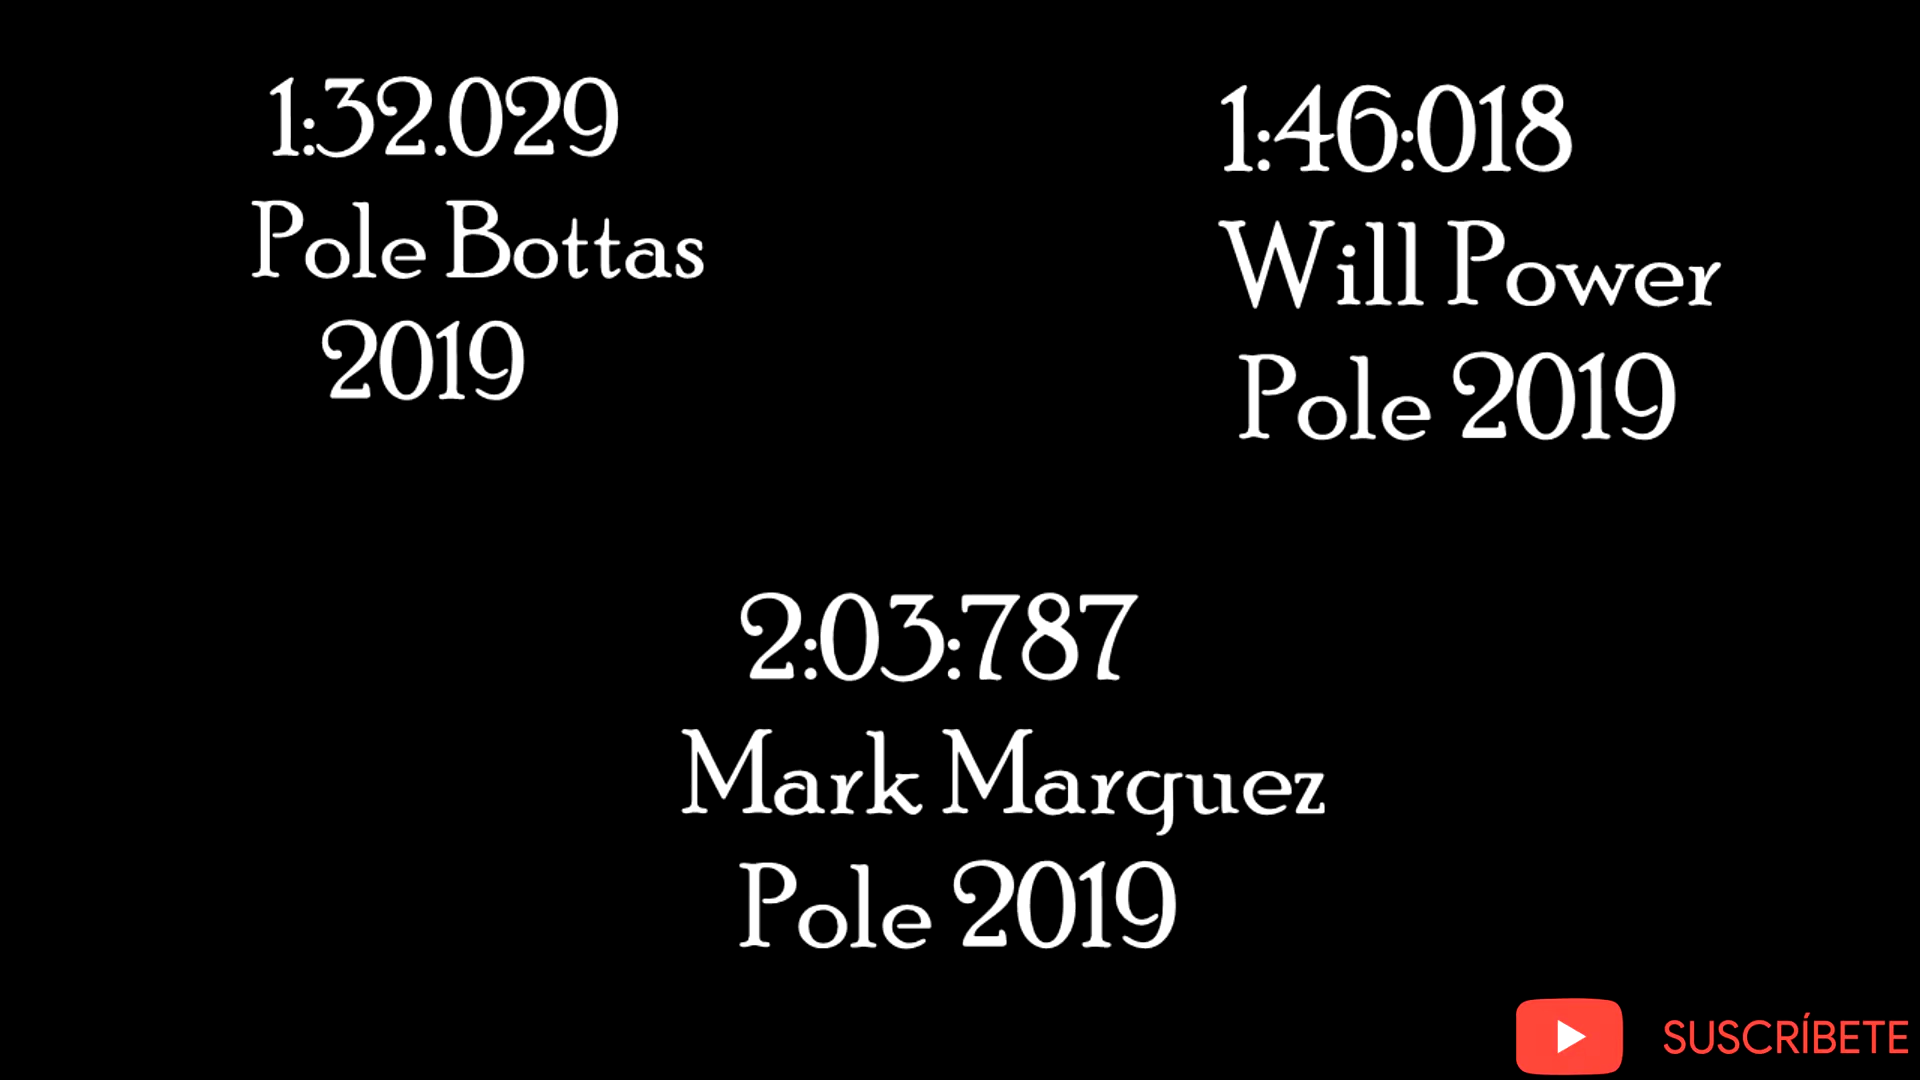 1:32.029
Pole Bottas
2019
1:46:018
Will Power
Pole 2019
2:03:787
Mark Marquez
Pole 2019
SUSCRÍBETE